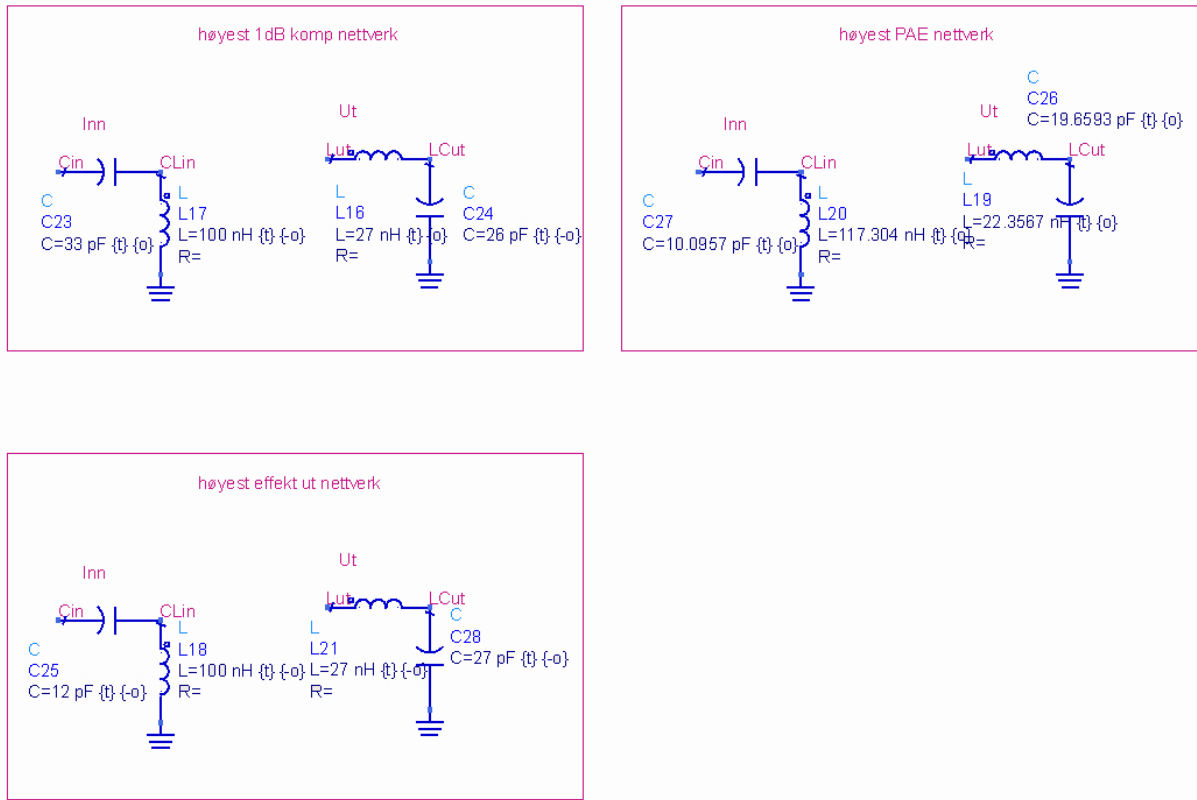 høyest 1dB komp nettverk
Inn
Cin
CLin
C
C23
C=33 pF {t} {o}
L
L17
L=100 nH {t} {-o}
R=
Ut
Lut
LCut
L
L16
L=27 nH {t} {o}
R=
C
C24
C=26 pF {t} {-o}
høyest PAE nettverk
Inn
Cin
CLin
C
C27
C=10.0957 pF {t} {o}
L
L20
L=117.304 nH {t} {o}
R=
Ut
Lut
LCut
L
L19
L=22.3567 nH {t} {o}
R=
C
C26
C=19.6593 pF {t} {o}
høyest effekt ut nettverk
Inn
Cin
CLin
C
C25
C=12 pF {t} {-o}
L
L18
L=100 nH {t} {-o}
R=
Ut
Lut
LCut
L
L21
L=27 nH {t} {-o}
R=
C
C28
C=27 pF {t} {-o}